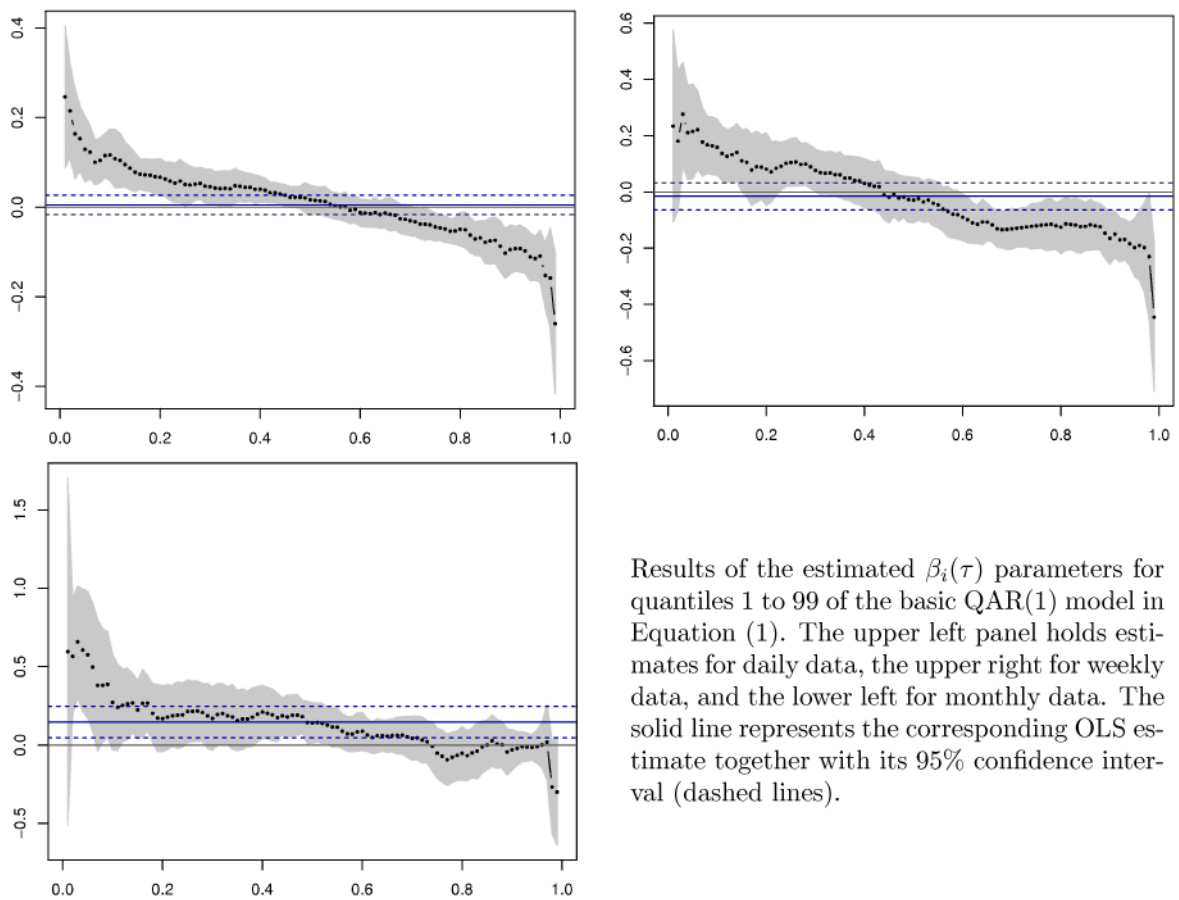 0.4
0.2
0.0
−0.2
−0.4
0.0 0.2 0.4 0.6 0.8 1.0
0.6
0.4
0.2
0.0
−0.2
−0.4
−0.6
0.0 0.2 0.4 0.6 0.8 1.0
1.5
1.0
0.5
0.0
−0.5
0.0 0.2 0.4 0.6 0.8 1.0
Results of the estimated βi(τ) parameters for
quantiles 1 to 99 of the basic QAR(1) model in
Equation (1). The upper left panel holds esti-
mates for daily data, the upper right for weekly
data, and the lower left for monthly data. The
solid line represents the corresponding OLS es-
timate together with its 95% confidence inter-
val (dashed lines).